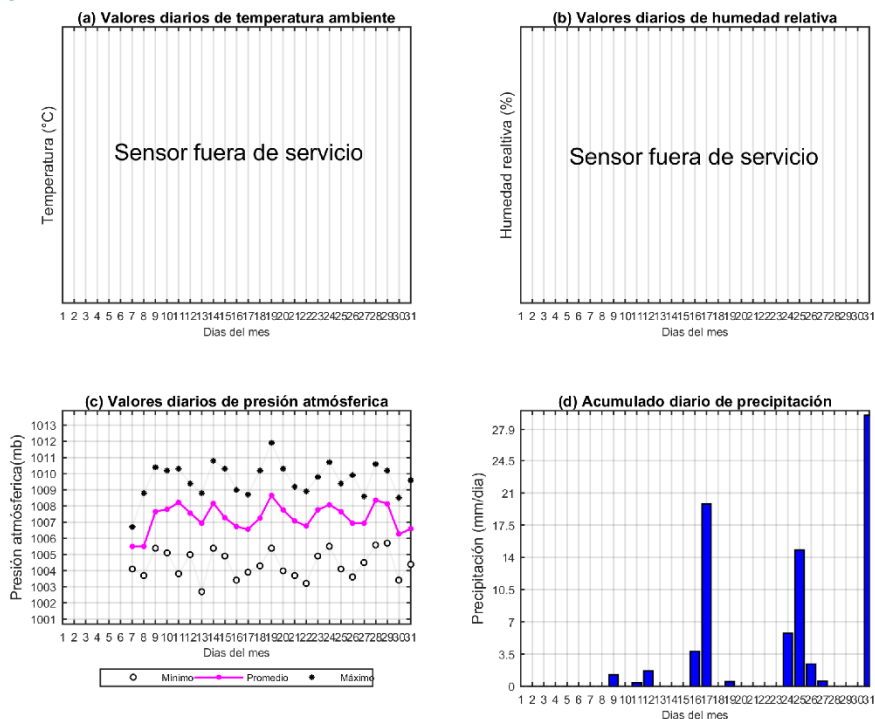 (a) Valores diarios de temperatura ambiente
Temperatura (°C)
Sensor fuera de servicio
1 2 3 4 5 6 7 8 9 10 11 12 13 14 15 16 17 18 19 20 21 22 23 24 25 26 27 28 29 30 31
Dias del mes
(b) Valores diarios de humedad relativa
Humedad realtiva (%)
Sensor fuera de servicio
1 2 3 4 5 6 7 8 9 10 11 12 13 14 15 16 17 18 19 20 21 22 23 24 25 26 27 28 29 30 31
Dias del mes
(c) Valores diarios de presión atmósferica
Presión atmósferica(mb)
1013
1012
1011
1010
1009
1008
1007
1006
1005
1004
1003
1002
1001
1 2 3 4 5 6 7 8 9 10 11 12 13 14 15 16 17 18 19 20 21 22 23 24 25 26 27 28 29 30 31
Dias del mes
Mínimo Promedio Máximo
(d) Acumulado diario de precipitación
Precipitación (mm/dia)
27.9
24.5
21
17.5
14
10.5
7
3.5
0
1 2 3 4 5 6 7 8 9 10 11 12 13 14 15 16 17 18 19 20 21 22 23 24 25 26 27 28 29 30 31
Dias del mes